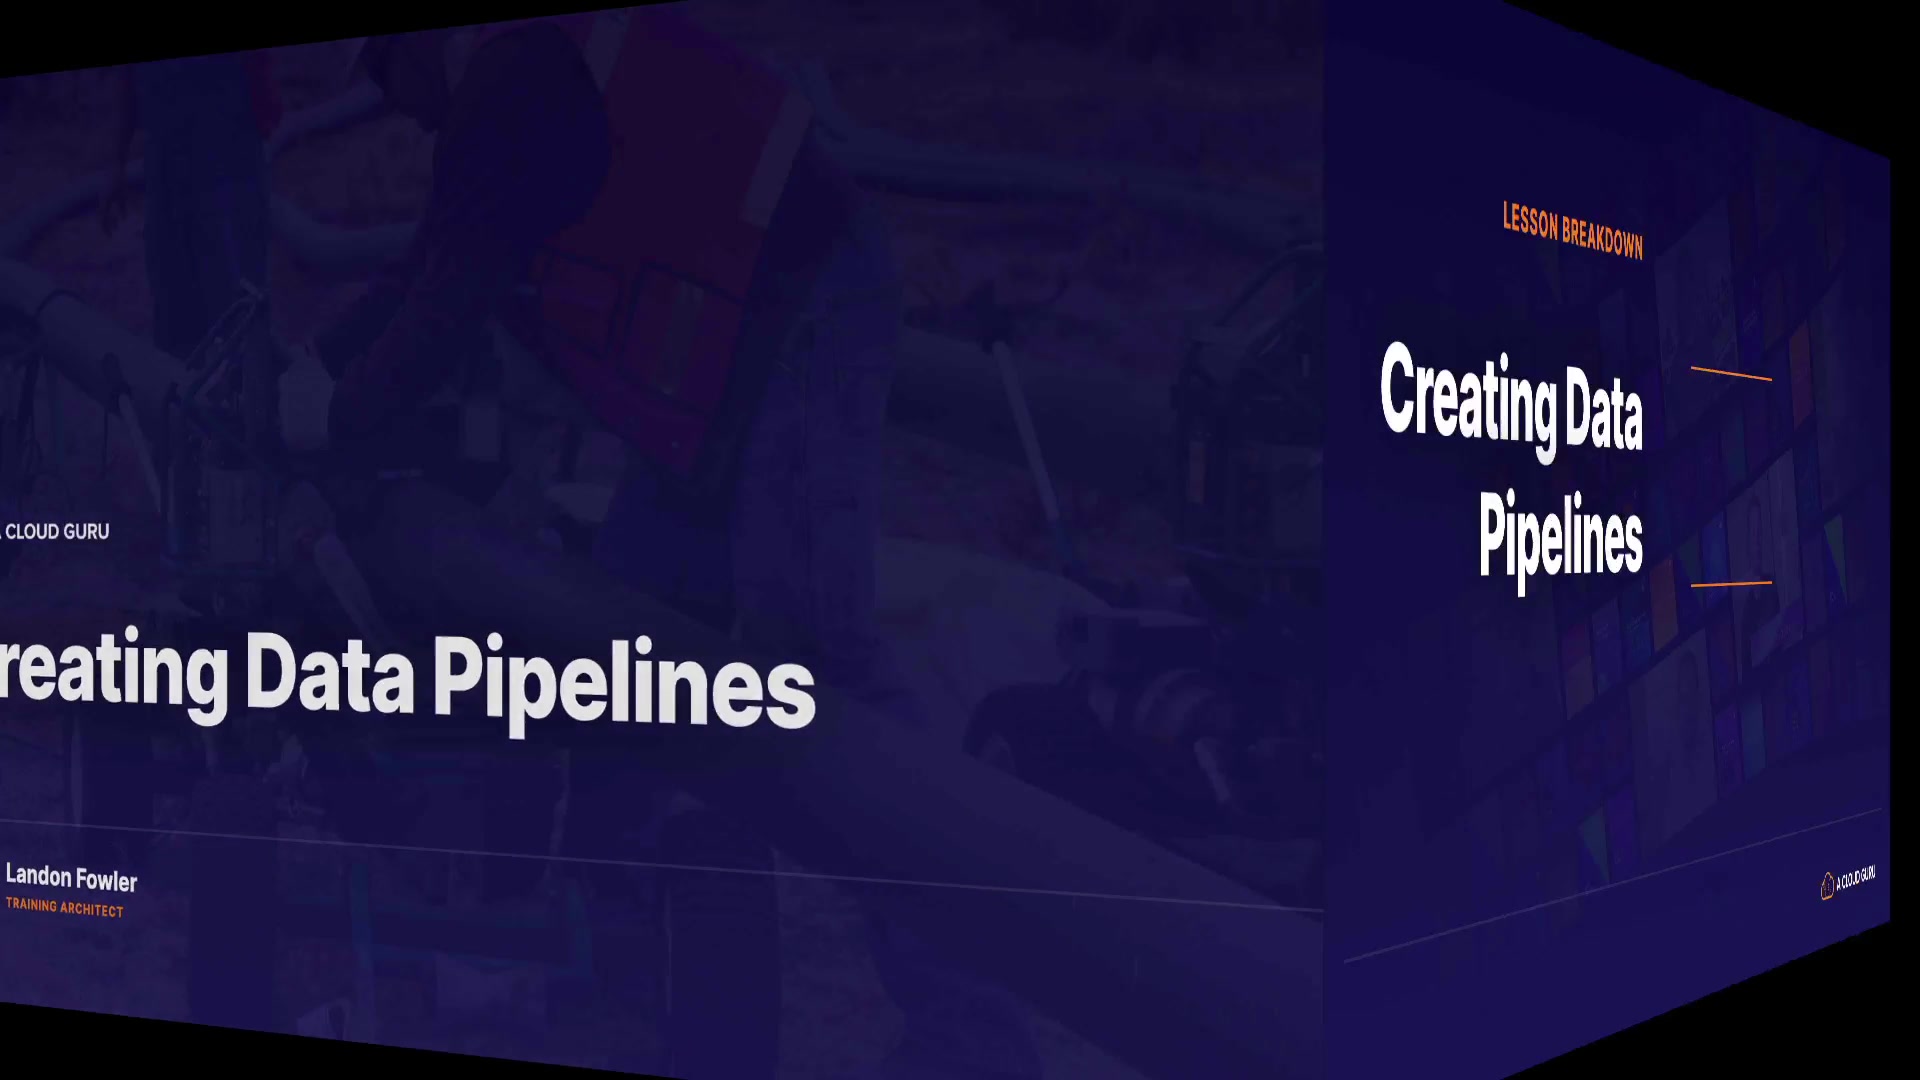 A CLOUD GURU
reating Data Pipelines
Landon Fowler
TRAINING ARCHITECT
LESSON BREAKDOWN
Creating Data
Pipelines
A CLOUD GURU